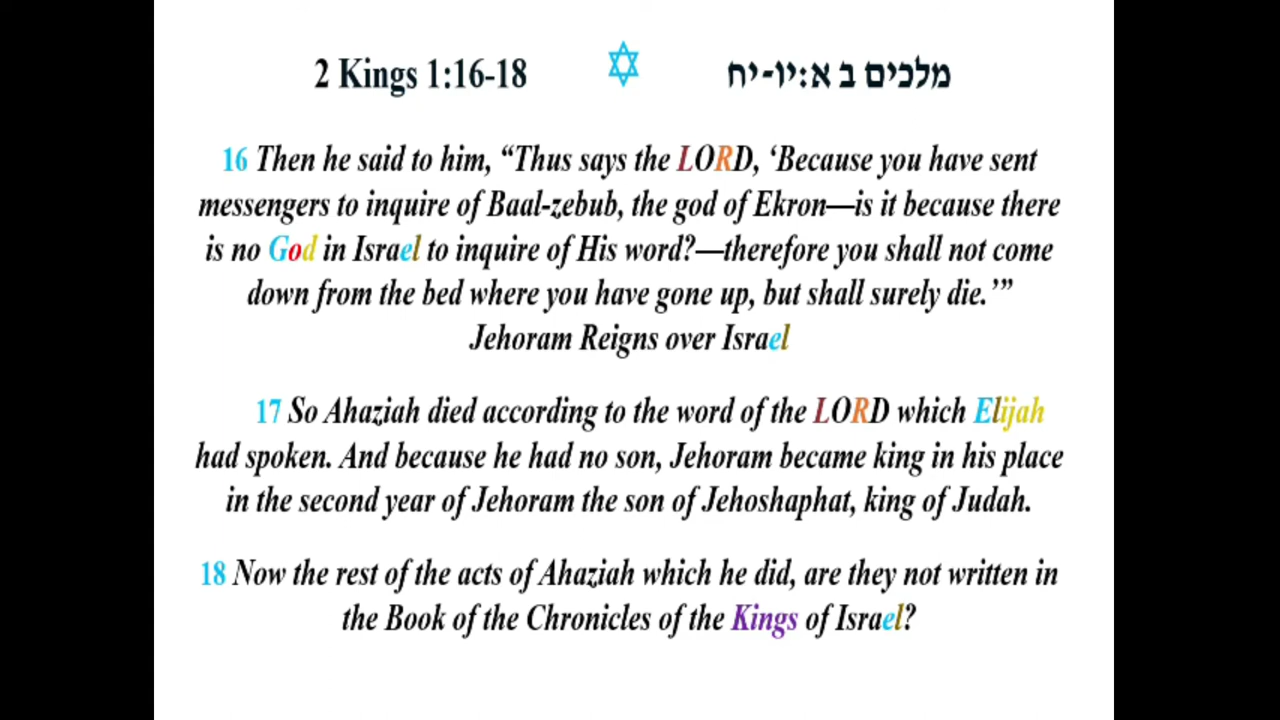 2 Kings 1:16-18 מלכים ב א:יו-יח
16 Then he said to him, “Thus says the LORD, ‘Because you have sent
messengers to inquire of Baal-zebub, the god of Ekron—is it because there
is no God in Israel to inquire of His word?—therefore you shall not come
down from the bed where you have gone up, but shall surely die.’”
Jehoram Reigns over Israel
17 So Ahaziah died according to the word of the LORD which Elijah
had spoken. And because he had no son, Jehoram became king in his place
in the second year of Jehoram the son of Jehoshaphat, king of Judah.
18 Now the rest of the acts of Ahaziah which he did, are they not written in
the Book of the Chronicles of the Kings of Israel?